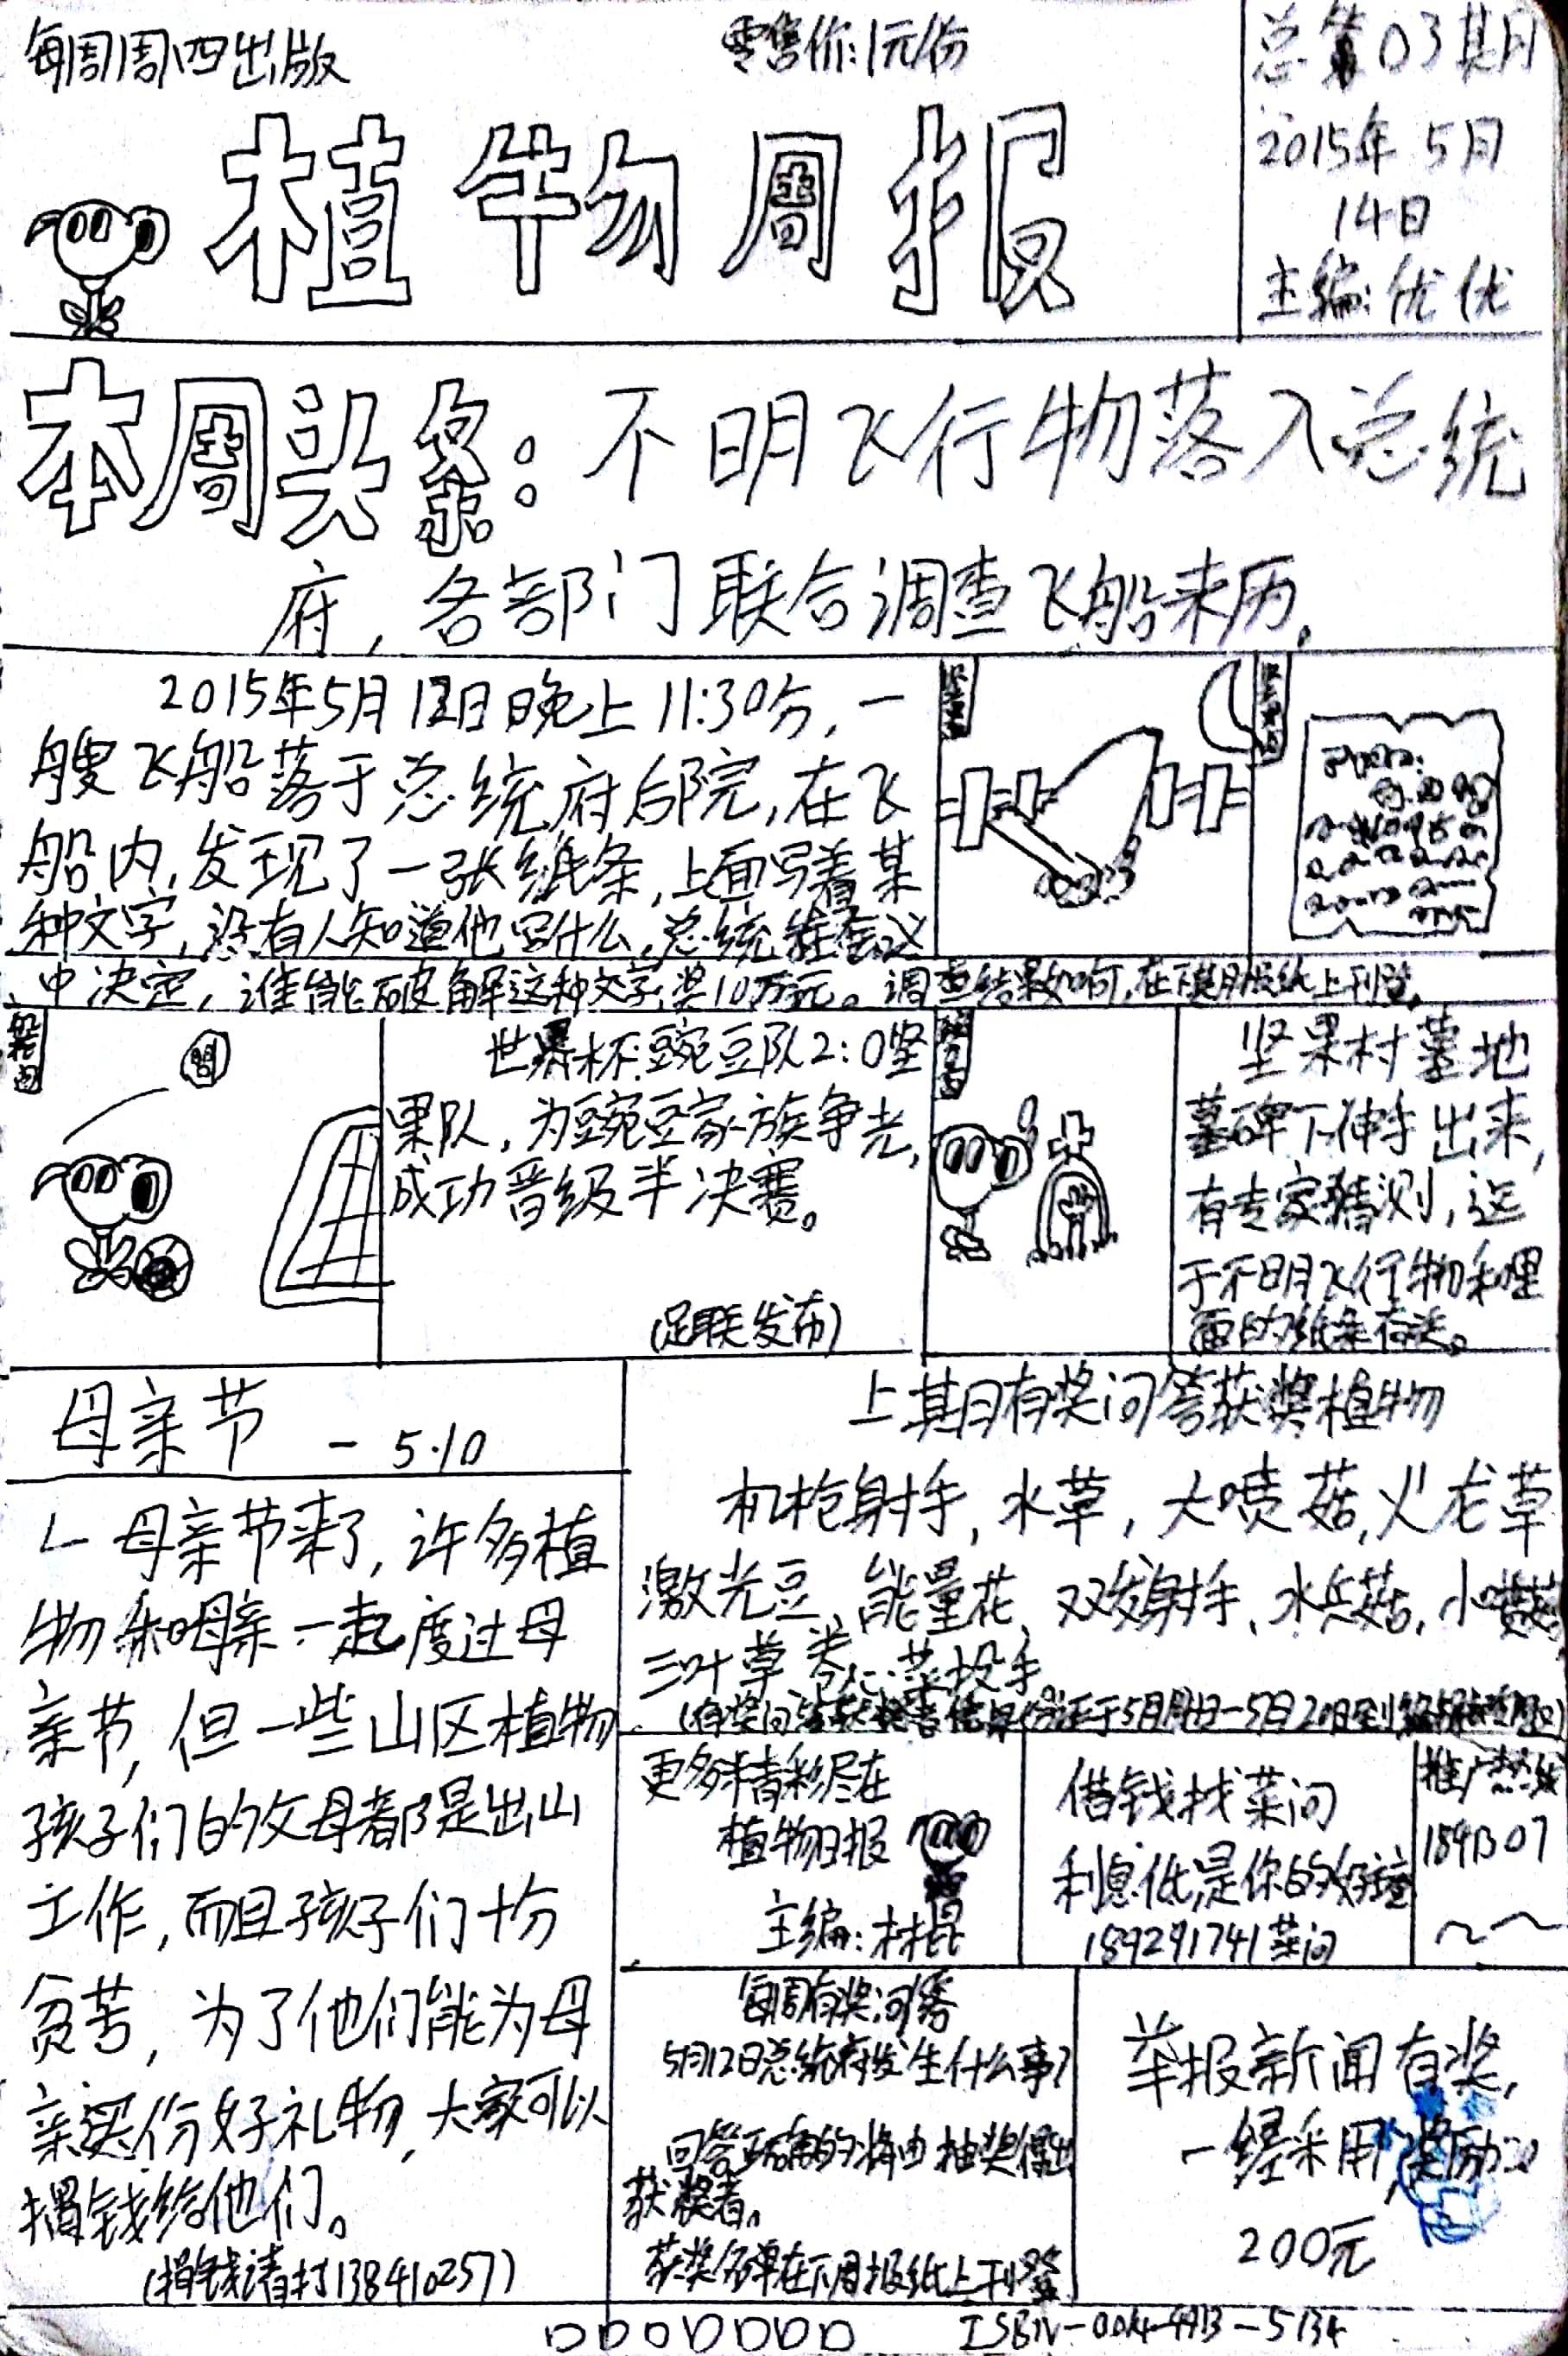 每周周四出版
零售价:1元/份
总第03期
2015年5月
14日
主编:优优
植物周报
本周头条:不明飞行物落入总统
府,各部门联合调查飞船来历。
2015年5月12日晚上11:30分,一
艘飞船落于总统府后院,在飞
船内,发现了一张纸条,上面写着某
种文字,没有人知道他写什么,总统在会议
中决定,谁能破解这种文字,奖10万元。调查结果如何,在下期报纸上刊登。
世界杯:豌豆队2:0坚
果队,为豌豆家族争光,
成功晋级半决赛。
(足联发布)
坚果村墓地
墓碑下伸手出来,
有专家猜测,这
于不明飞行物和里
面的纸条有关。
母亲节 - 5.10
母亲节来了,许多植
物和母亲一起度过母
亲节,但一些山区植物
孩子们的父母都是出山
工作,而且孩子们十分
贫苦,为了他们能为母
亲买份好礼物,大家可以
捐钱给他们。
(捐钱请打138410257)
上期有奖问答获奖植物
机枪射手,水草,大喷菇,火龙草
激光豆、能量花、双发射手、水兵菇,小喷菇
三叶草、卷心菜投手。
更多精彩尽在
植物日报
主编:林昆
借钱找菜问
利息低,是你的好
189291741菜问
推广热线
1891307
每周有奖问答
5月12日总统府发生什么事?
回答正确的将由抽奖得出
获奖者。
获奖名单在下周报纸上刊登
举报新闻有奖,
一经采用,奖励
200元
ISBN-0014-4913-5134